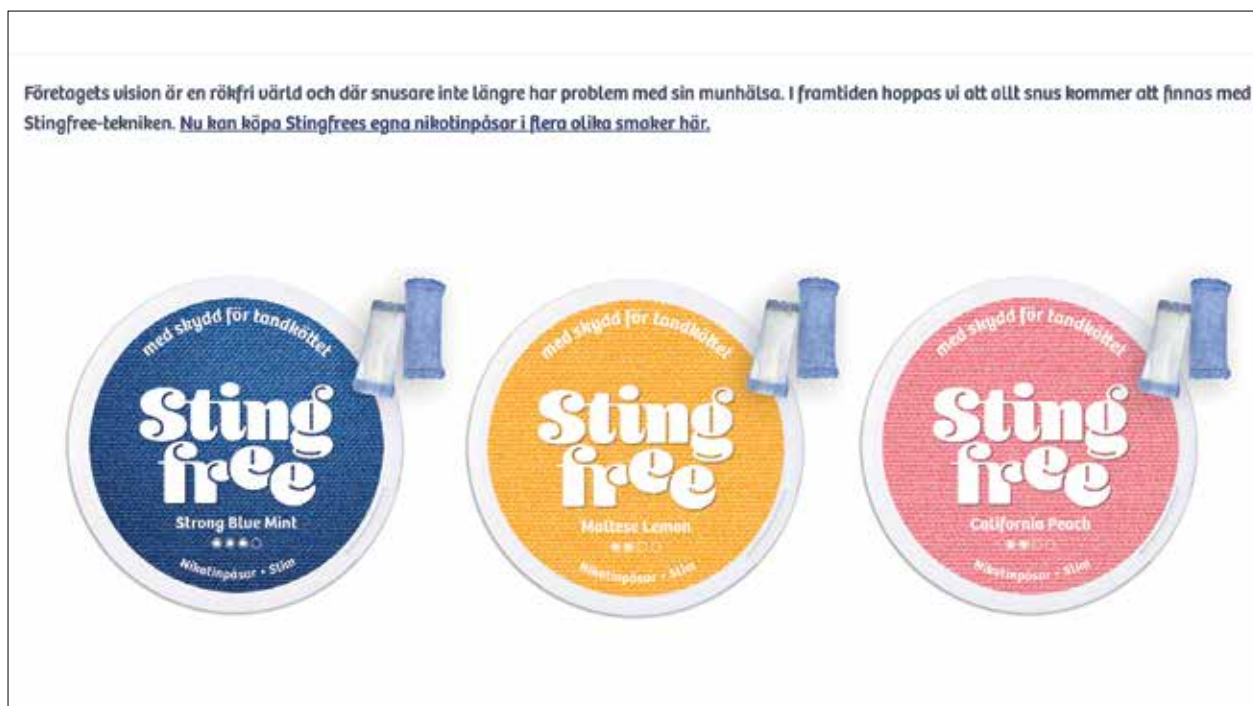 Företagets vision är en rökfri värld och där snusare inte längre har problem med sin munhälsa. I framtiden hoppas vi att allt snus kommer att finnas med
Stingfree-tekniken. Nu kan köpa Stingfrees egna nikotinpåsar i flera olika smaker här.
med skydd för tandköttet
Sting
free
Strong Blue Mint
Nikotinpåsar • Slim
med skydd för tandköttet
Sting
free
Maltese Lemon
Nikotinpåsar • Slim
med skydd för tandköttet
Sting
free
California Peach
Nikotinpåsar • Slim